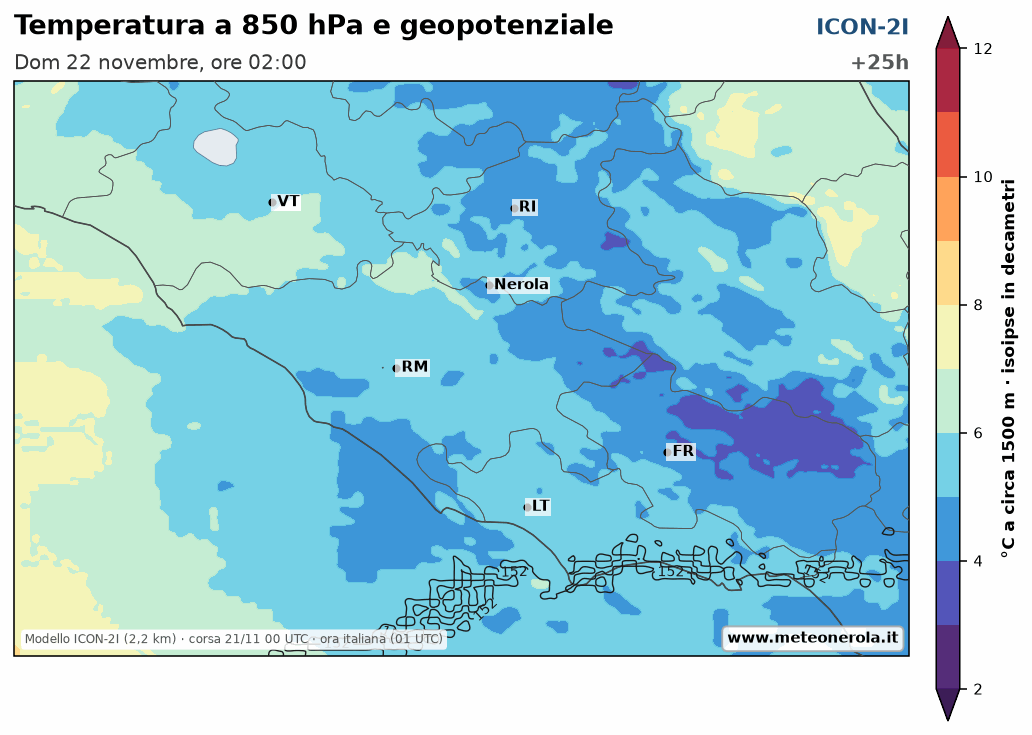 Temperatura a 850 hPa e geopotenziale
ICON-2I
Dom 22 novembre, ore 02:00
+25h
VT
RI
Nerola
RM
FR
LT
152
152
152
152
Modello ICON-2I (2,2 km) · corsa 21/11 00 UTC · ora italiana (01 UTC)
www.meteonerola.it
12
10
8
6
4
2
°C a circa 1500 m · isoipse in decametri